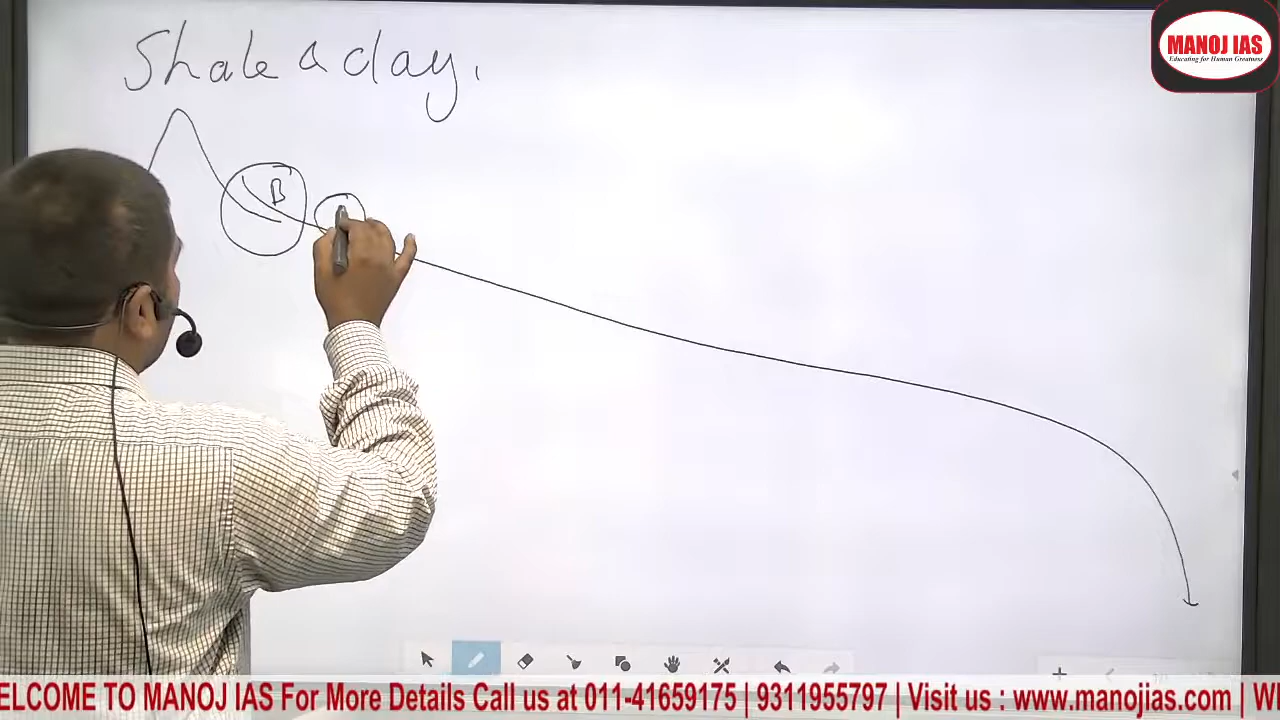 Shale & clay.
B
MANOJ IAS
Educating for Human Greatness
ELCOME TO MANOJ IAS For More Details Call us at 011-41659175 | 9311955797 | Visit us : www.manojias.com | WE